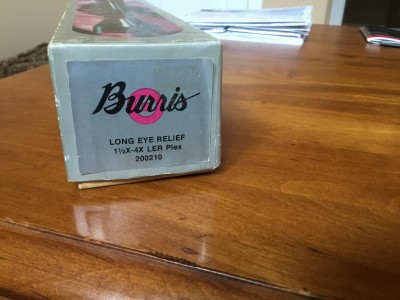 Burris
LONG EYE RELIEF
1½X-4X LER Plex
200210